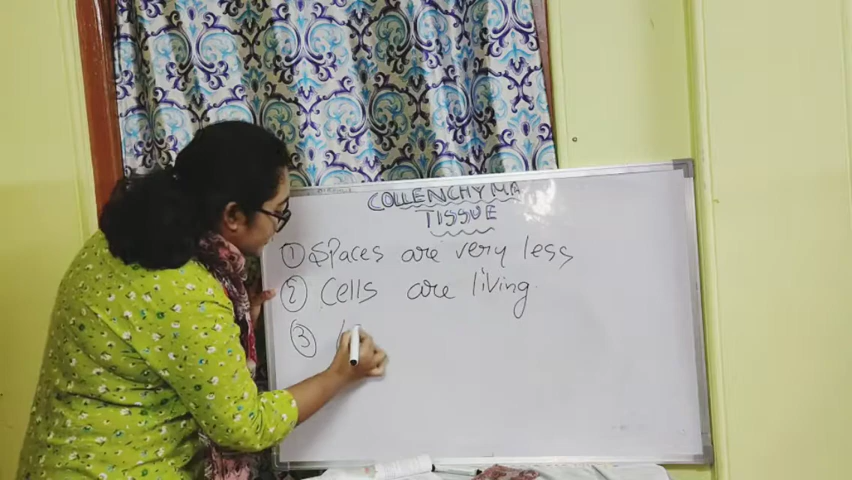 COLLENCHYMA
TISSUE
① Spaces are very less
② Cells are living.
③